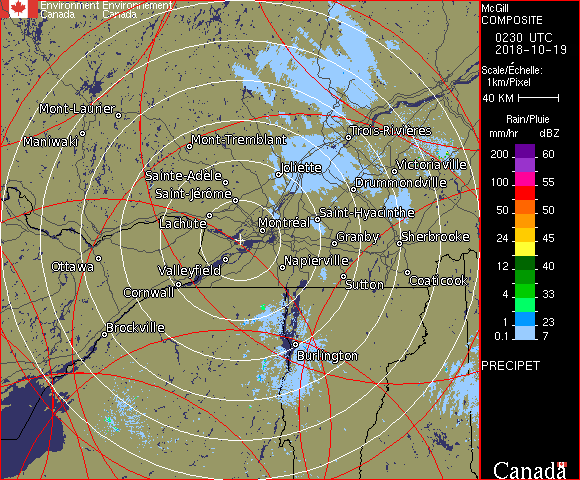 Environment Environnement
Canada Canada
McGill
COMPOSITE
0230 UTC
2018-10-19
Scale/Échelle:
1km/Pixel
40 KM
Rain/Pluie
mm/hr dBZ
200 60
100 55
50 50
24 45
12 40
4 33
1 23
0.1 7
PRECIPET
Canada
Mont-Laurier
Maniwaki
Mont-Tremblant
Trois-Rivières
Sainte-Adèle
Joliette
Victoriaville
Saint-Jérôme
Drummondville
Lachute
Montréal
Saint-Hyacinthe
Granby
Sherbrooke
Ottawa
Valleyfield
Napierville
Cornwall
Sutton
Coaticook
Brockville
Burlington